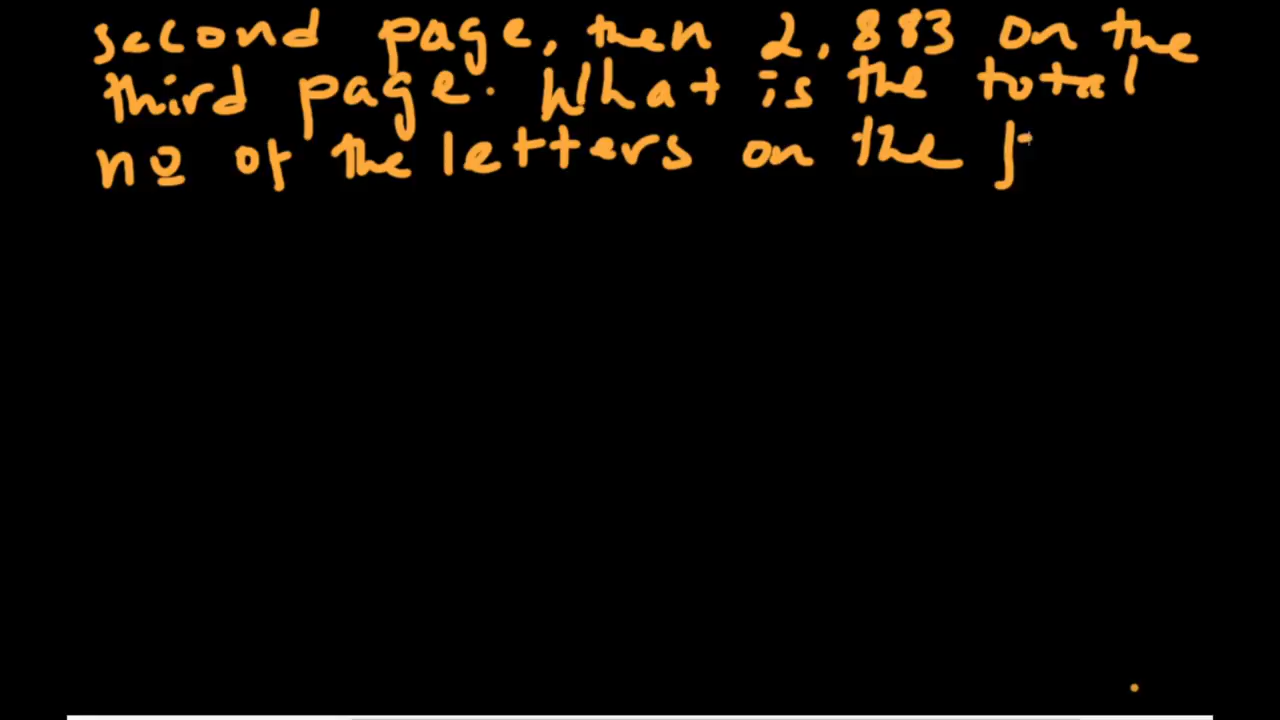 second page, then 2,883 on the
third page. What is the total
no of the letters on the